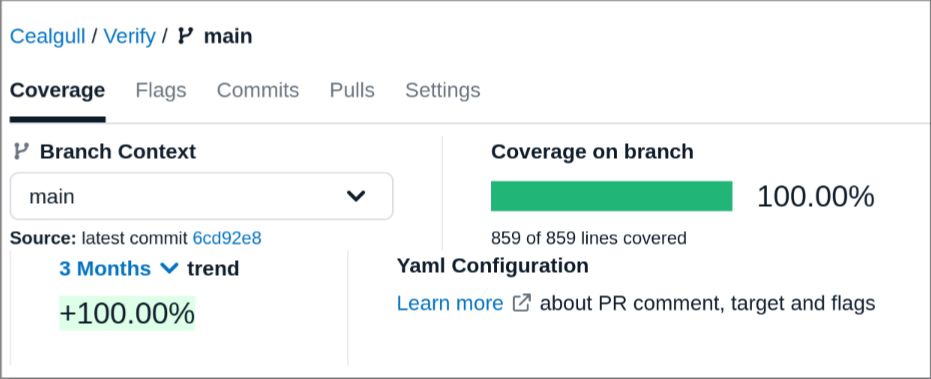 Cealgull / Verify / main
Coverage Flags Commits Pulls Settings
Branch Context
main
Source: latest commit 6cd92e8
Coverage on branch
100.00%
859 of 859 lines covered
3 Months trend
+100.00%
Yaml Configuration
Learn more about PR comment, target and flags